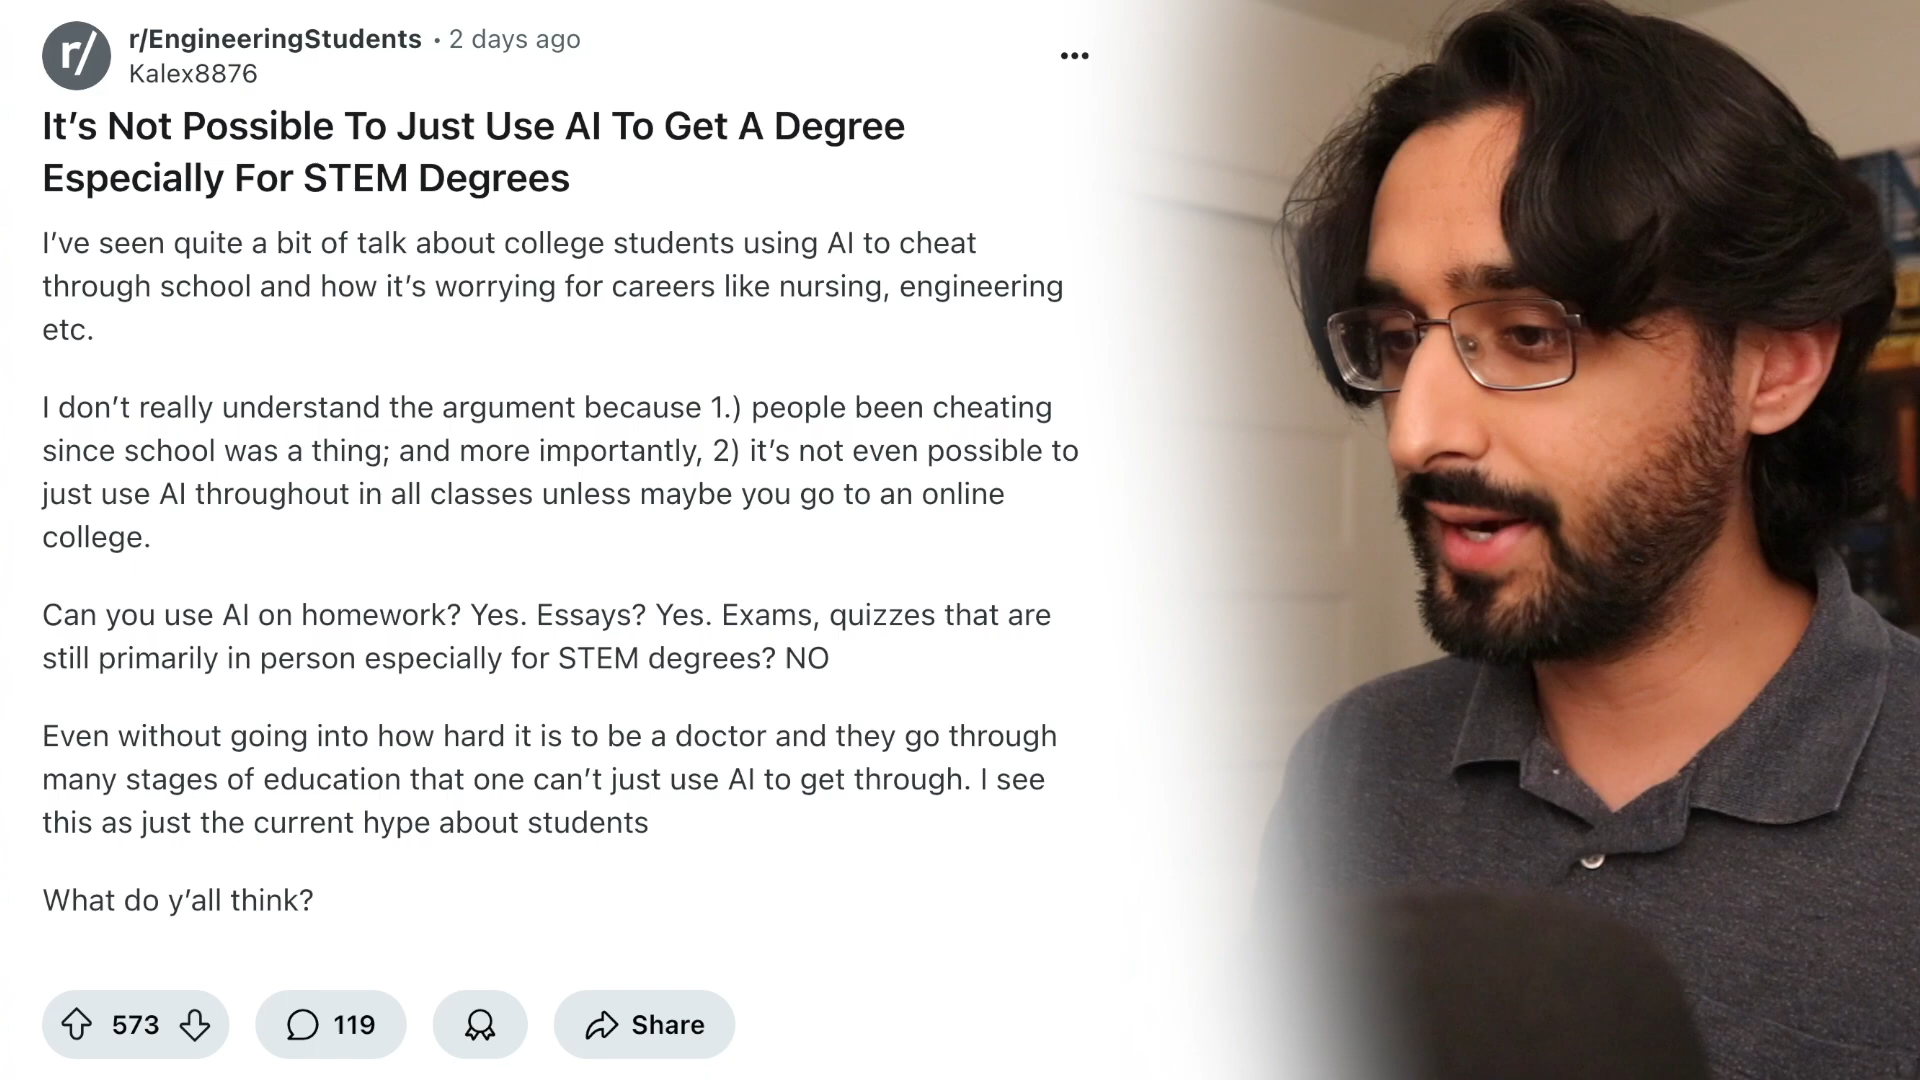 r/EngineeringStudents • 2 days ago
Kalex8876
It’s Not Possible To Just Use AI To Get A Degree
Especially For STEM Degrees
I’ve seen quite a bit of talk about college students using AI to cheat
through school and how it’s worrying for careers like nursing, engineering
etc.
I don’t really understand the argument because 1.) people been cheating
since school was a thing; and more importantly, 2) it’s not even possible to
just use AI throughout in all classes unless maybe you go to an online
college.
Can you use AI on homework? Yes. Essays? Yes. Exams, quizzes that are
still primarily in person especially for STEM degrees? NO
Even without going into how hard it is to be a doctor and they go through
many stages of education that one can’t just use AI to get through. I see
this as just the current hype about students
What do y’all think?
573
119
Share
r/